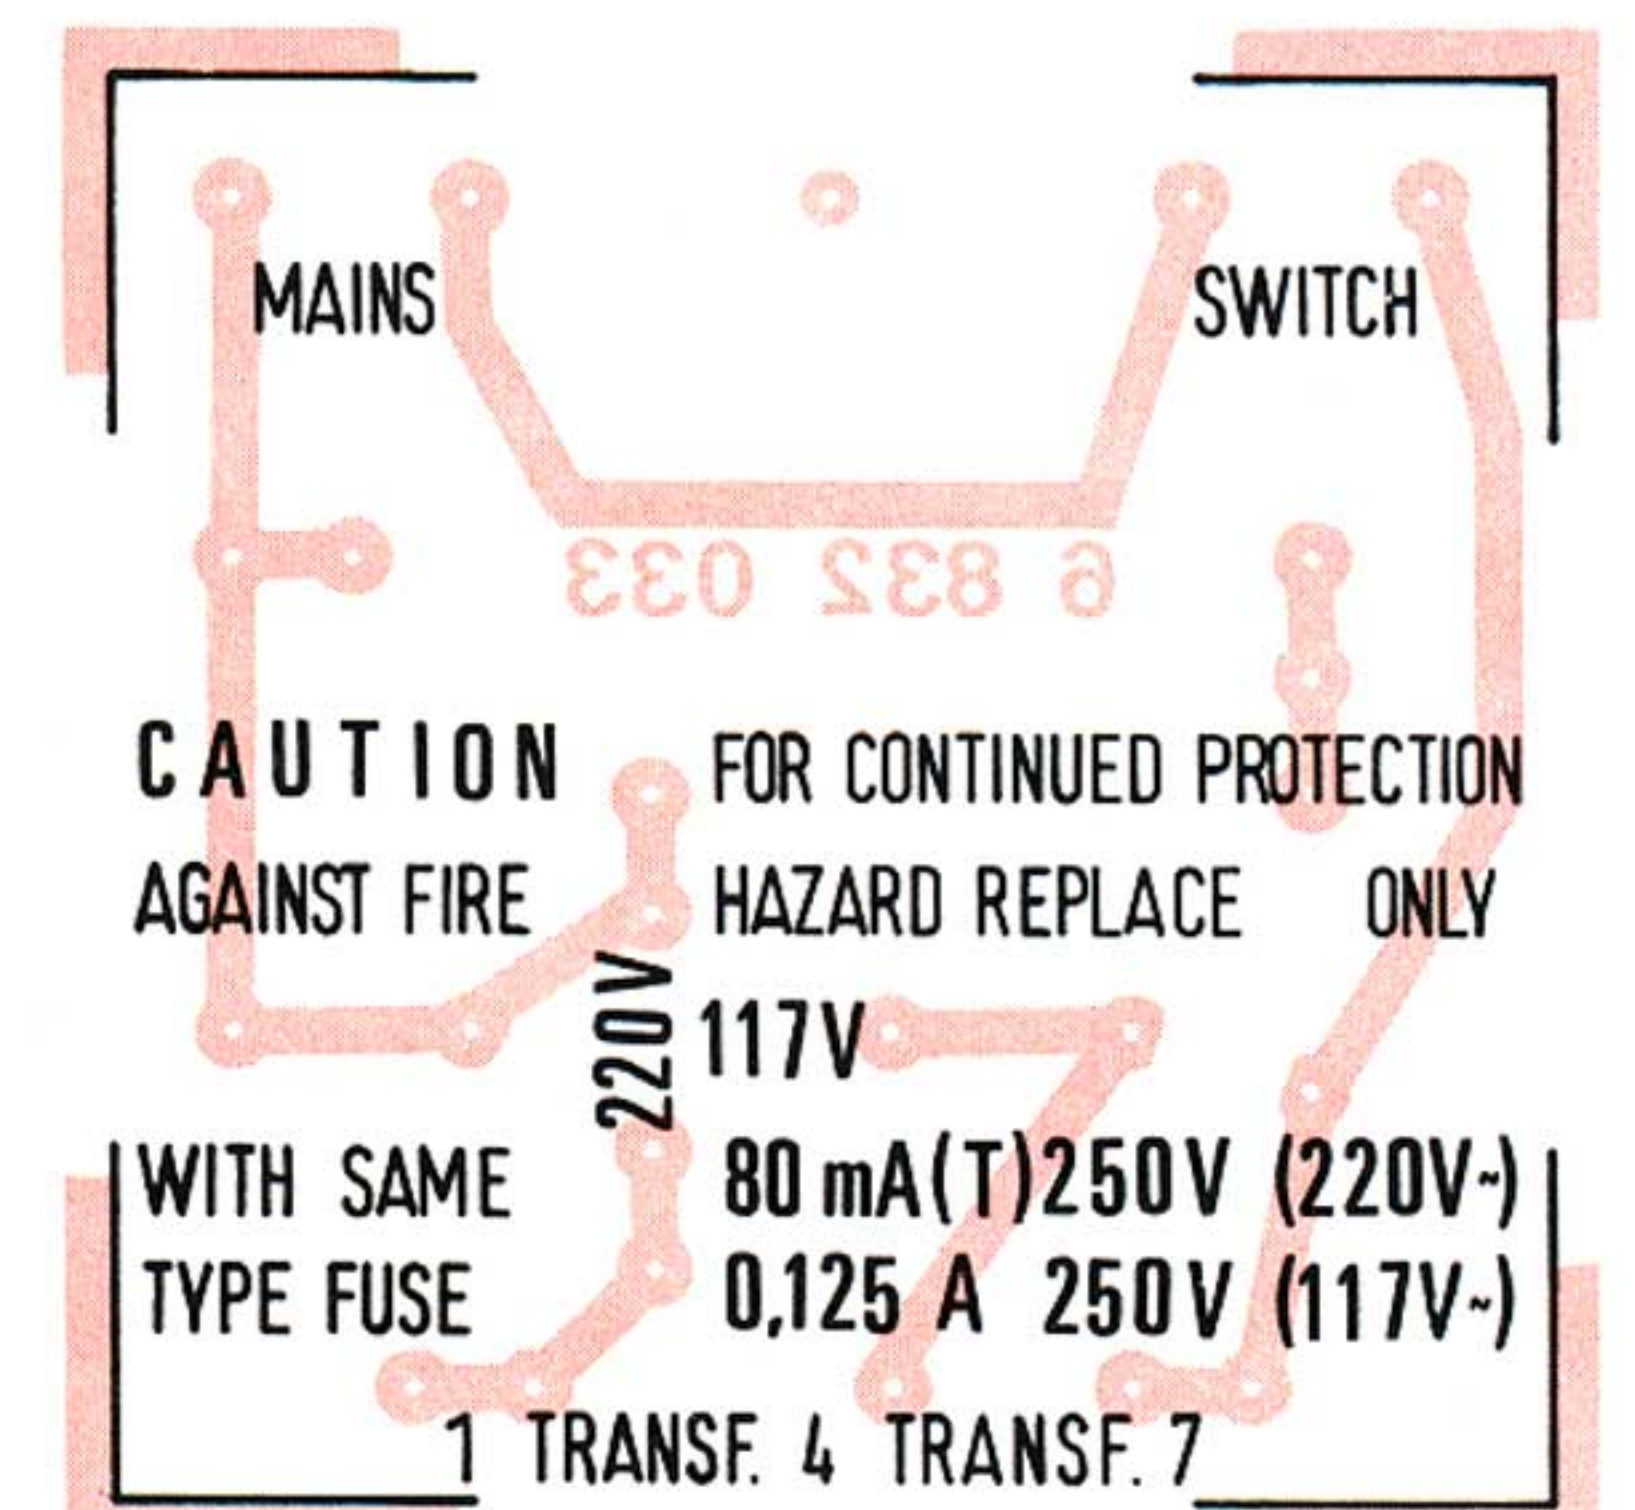 MAINS SWITCH
6 832 033
CAUTION FOR CONTINUED PROTECTION
AGAINST FIRE HAZARD REPLACE ONLY
220V
117V
WITH SAME 80 mA(T)250V (220V~)
TYPE FUSE 0,125 A 250V (117V~)
1 TRANSF. 4 TRANSF. 7